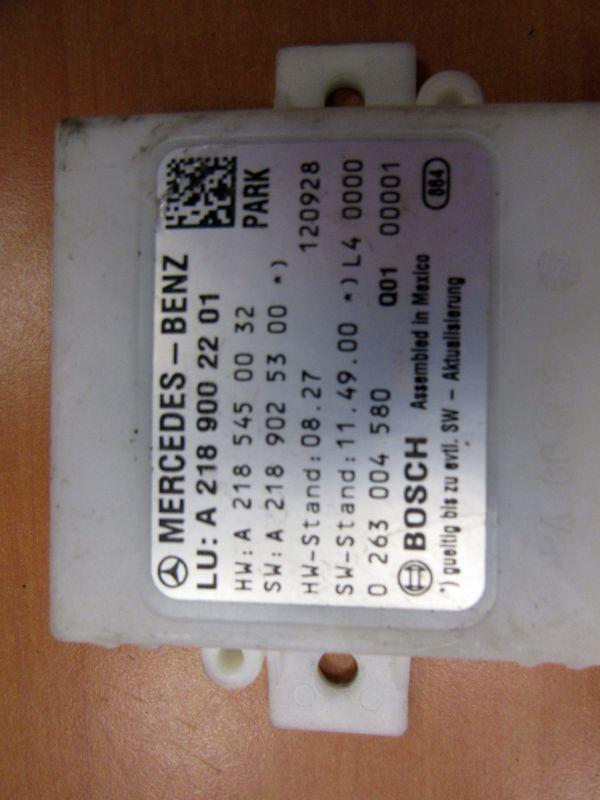 MERCEDES-BENZ
LU: A 218 900 22 01 PARK
HW: A 218 545 00 32
SW: A 218 902 53 00 *)
HW-Stand: 08.27 120928
SW-Stand: 11.49.00 *) L4 0000
0 263 004 580 Q01 00001
BOSCH Assembled in Mexico 864
*) gueltig bis zu evtl. SW - Aktualisierung